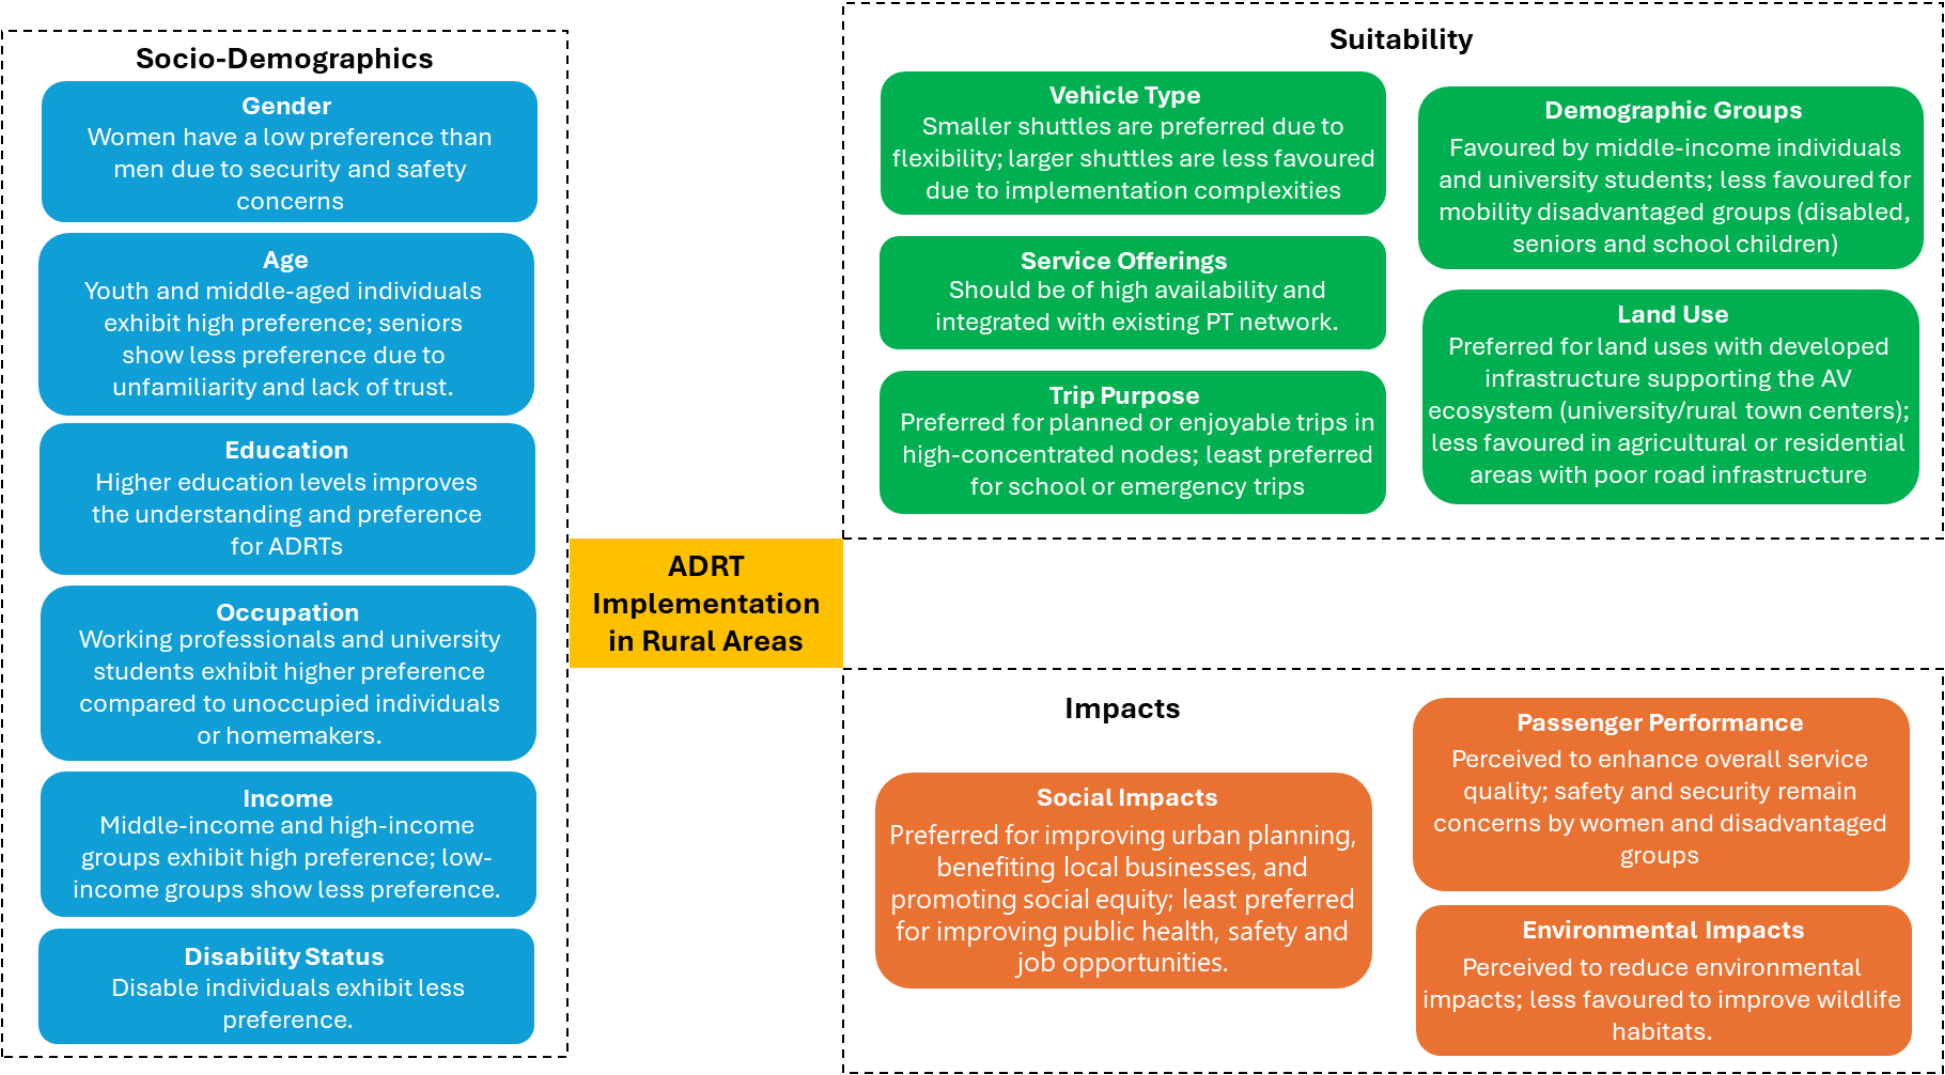 Socio-Demographics
Gender
Women have a low preference than
men due to security and safety
concerns
Age
Youth and middle-aged individuals
exhibit high preference; seniors
show less preference due to
unfamiliarity and lack of trust.
Education
Higher education levels improves
the understanding and preference
for ADRTs
Occupation
Working professionals and university
students exhibit higher preference
compared to unoccupied individuals
or homemakers.
Income
Middle-income and high-income
groups exhibit high preference; low-
income groups show less preference.
Disability Status
Disable individuals exhibit less
preference.
ADRT
Implementation
in Rural Areas
Suitability
Vehicle Type
Smaller shuttles are preferred due to
flexibility; larger shuttles are less favoured
due to implementation complexities
Service Offerings
Should be of high availability and
integrated with existing PT network.
Trip Purpose
Preferred for planned or enjoyable trips in
high-concentrated nodes; least preferred
for school or emergency trips
Demographic Groups
Favoured by middle-income individuals
and university students; less favoured for
mobility disadvantaged groups (disabled,
seniors and school children)
Land Use
Preferred for land uses with developed
infrastructure supporting the AV
ecosystem (university/rural town centers);
less favoured in agricultural or residential
areas with poor road infrastructure
Impacts
Social Impacts
Preferred for improving urban planning,
benefiting local businesses, and
promoting social equity; least preferred
for improving public health, safety and
job opportunities.
Passenger Performance
Perceived to enhance overall service
quality; safety and security remain
concerns by women and disadvantaged
groups
Environmental Impacts
Perceived to reduce environmental
impacts; less favoured to improve wildlife
habitats.